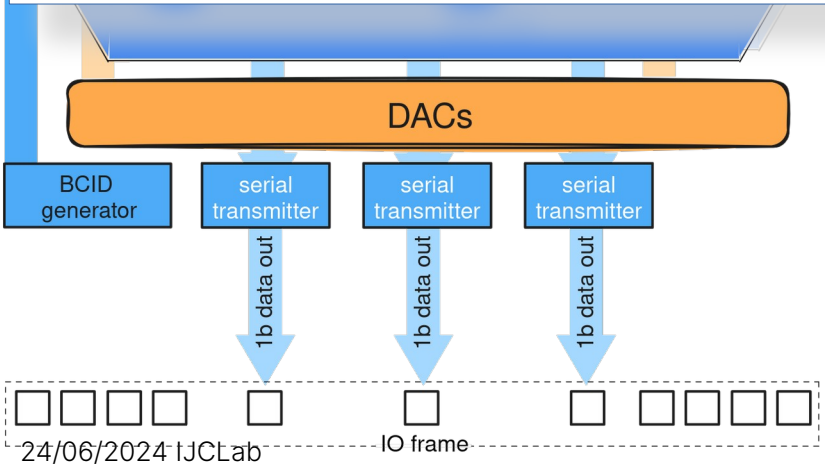 DACs
BCID
generator
serial
transmitter
serial
transmitter
serial
transmitter
1b data out
1b data out
1b data out
IO frame
24/06/2024 IJCLab